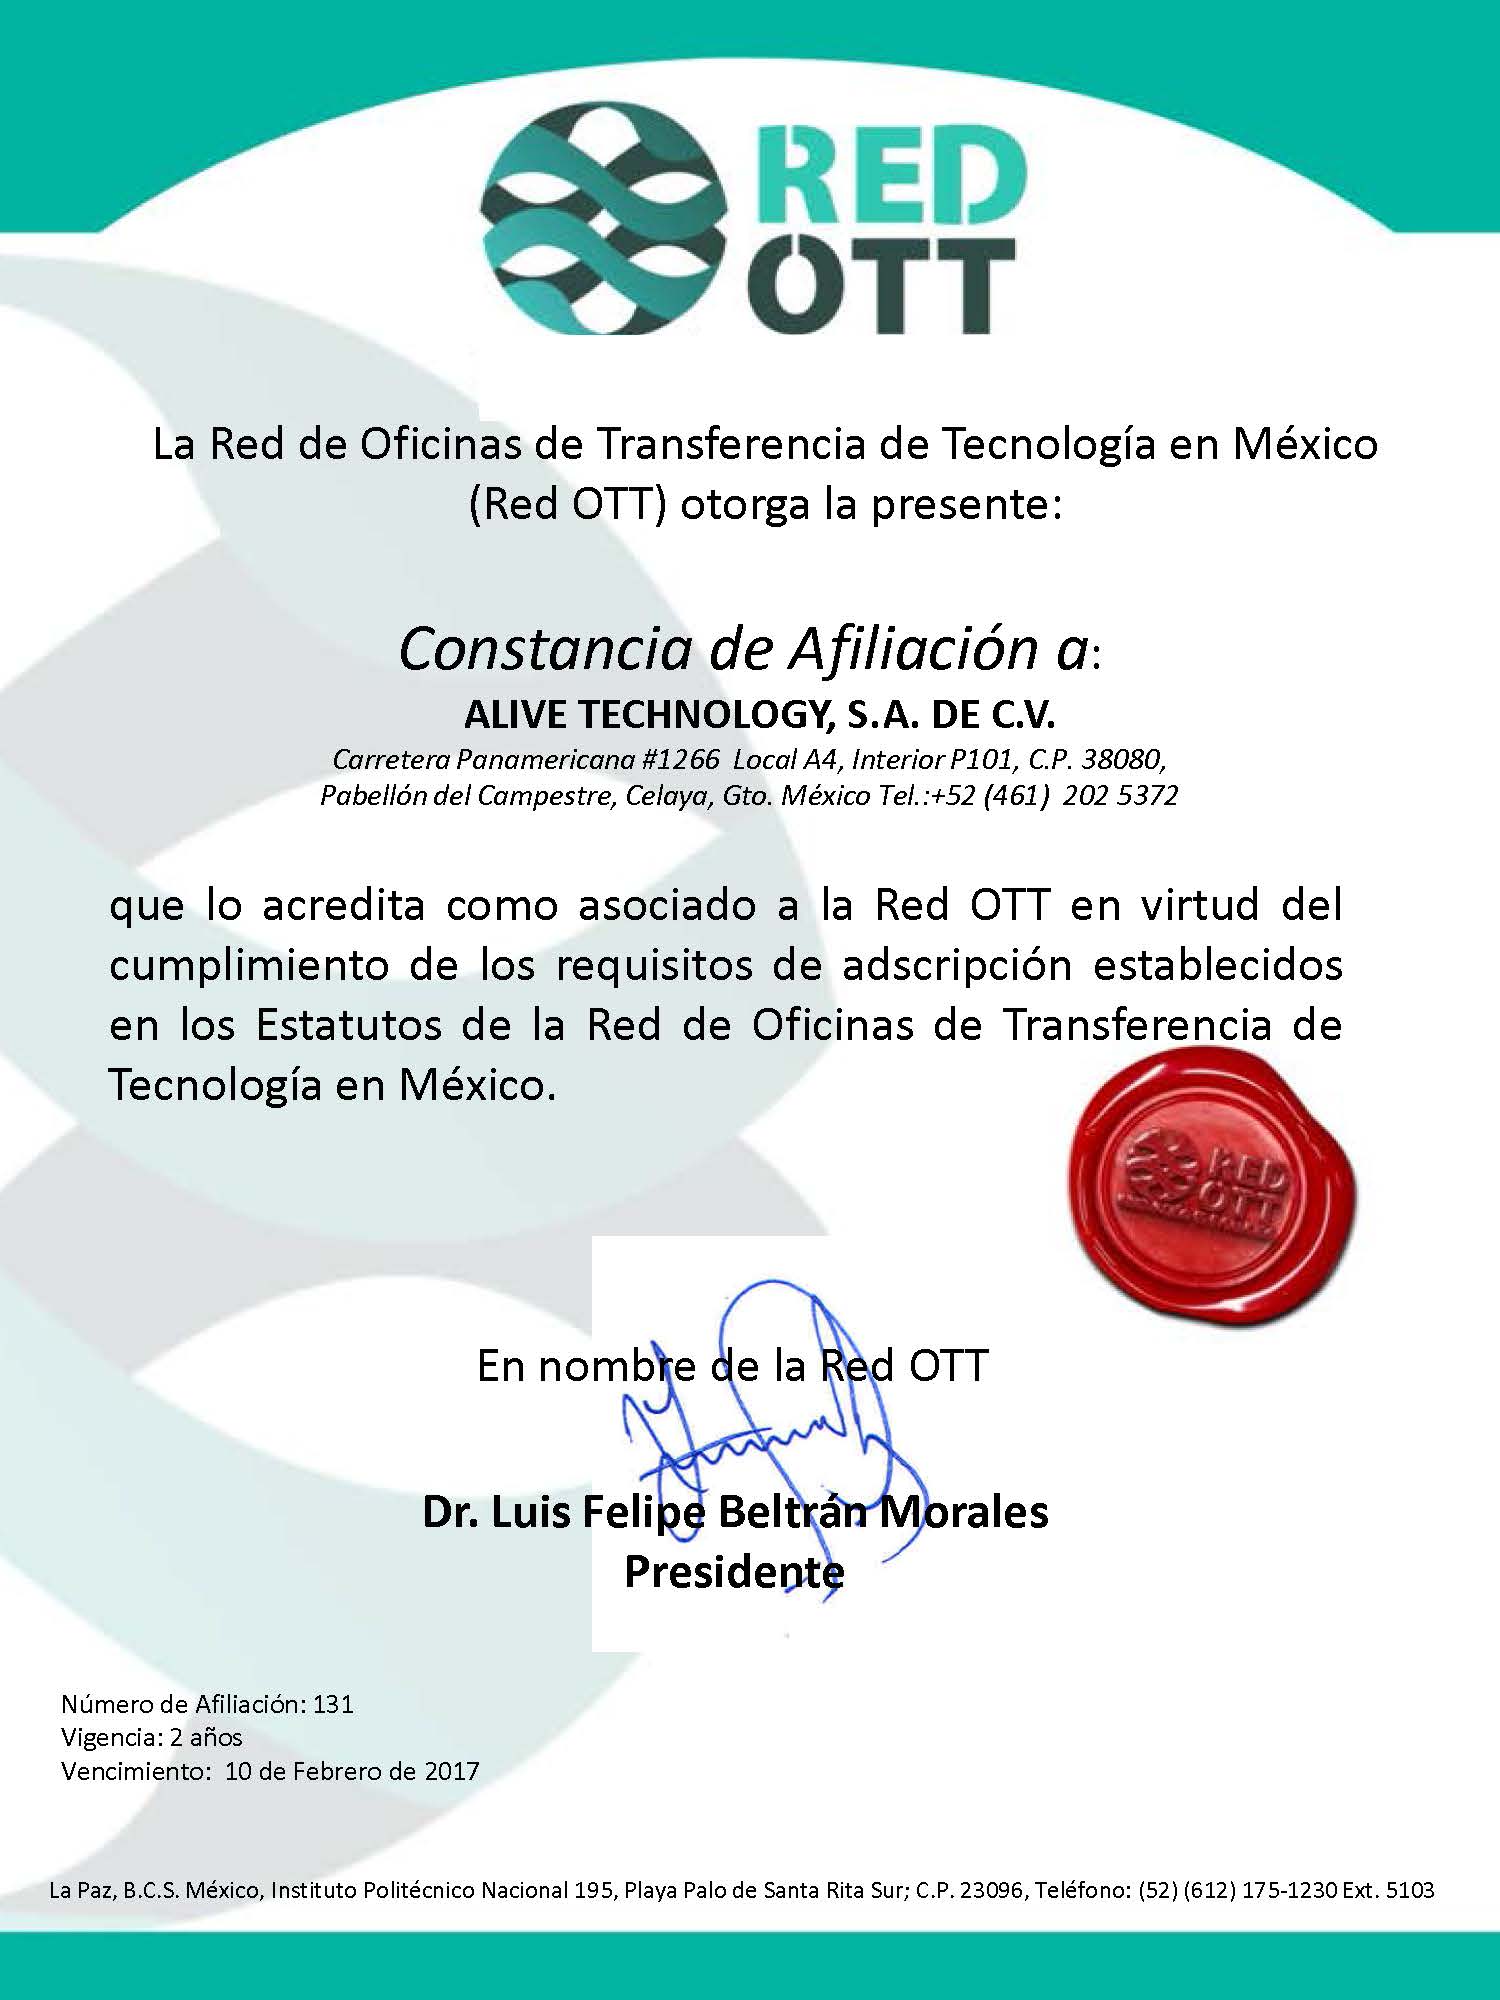 RED
OTT
La Red de Oficinas de Transferencia de Tecnología en México
(Red OTT) otorga la presente:
Constancia de Afiliación a:
ALIVE TECHNOLOGY, S.A. DE C.V.
Carretera Panamericana #1266 Local A4, Interior P101, C.P. 38080,
Pabellón del Campestre, Celaya, Gto. México Tel.:+52 (461) 202 5372
que lo acredita como asociado a la Red OTT en virtud del
cumplimiento de los requisitos de adscripción establecidos
en los Estatutos de la Red de Oficinas de Transferencia de
Tecnología en México.
RED
OTT
En nombre de la Red OTT
Dr. Luis Felipe Beltrán Morales
Presidente
Número de Afiliación: 131
Vigencia: 2 años
Vencimiento: 10 de Febrero de 2017
La Paz, B.C.S. México, Instituto Politécnico Nacional 195, Playa Palo de Santa Rita Sur; C.P. 23096, Teléfono: (52) (612) 175-1230 Ext. 5103